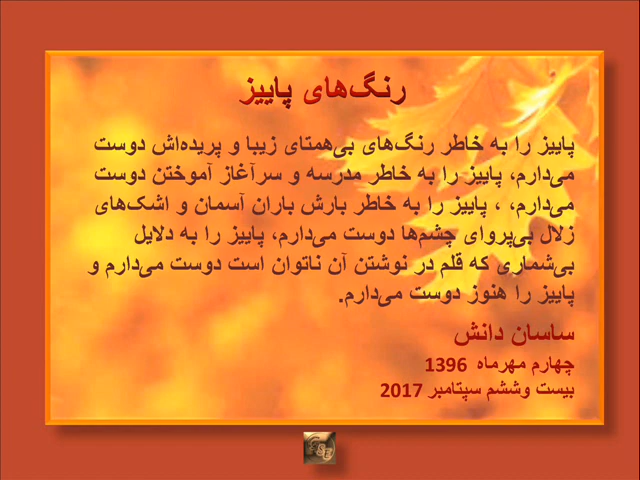 رنگ‌های پاییز
پاییز را به خاطر رنگ‌های بی‌همتای زیبا و پریده‌اش دوست
می‌دارم، پاییز را به خاطر مدرسه و سرآغاز آموختن دوست
می‌دارم، ، پاییز را به خاطر بارش باران آسمان و اشک‌های
زلال بی‌پروای چشم‌ها دوست می‌دارم، پاییز را به دلایل
بی‌شماری که قلم در نوشتن آن ناتوان است دوست می‌دارم و
پاییز را هنوز دوست می‌دارم.
ساسان دانش
چهارم مهرماه 1396
بیست وششم سپتامبر 2017